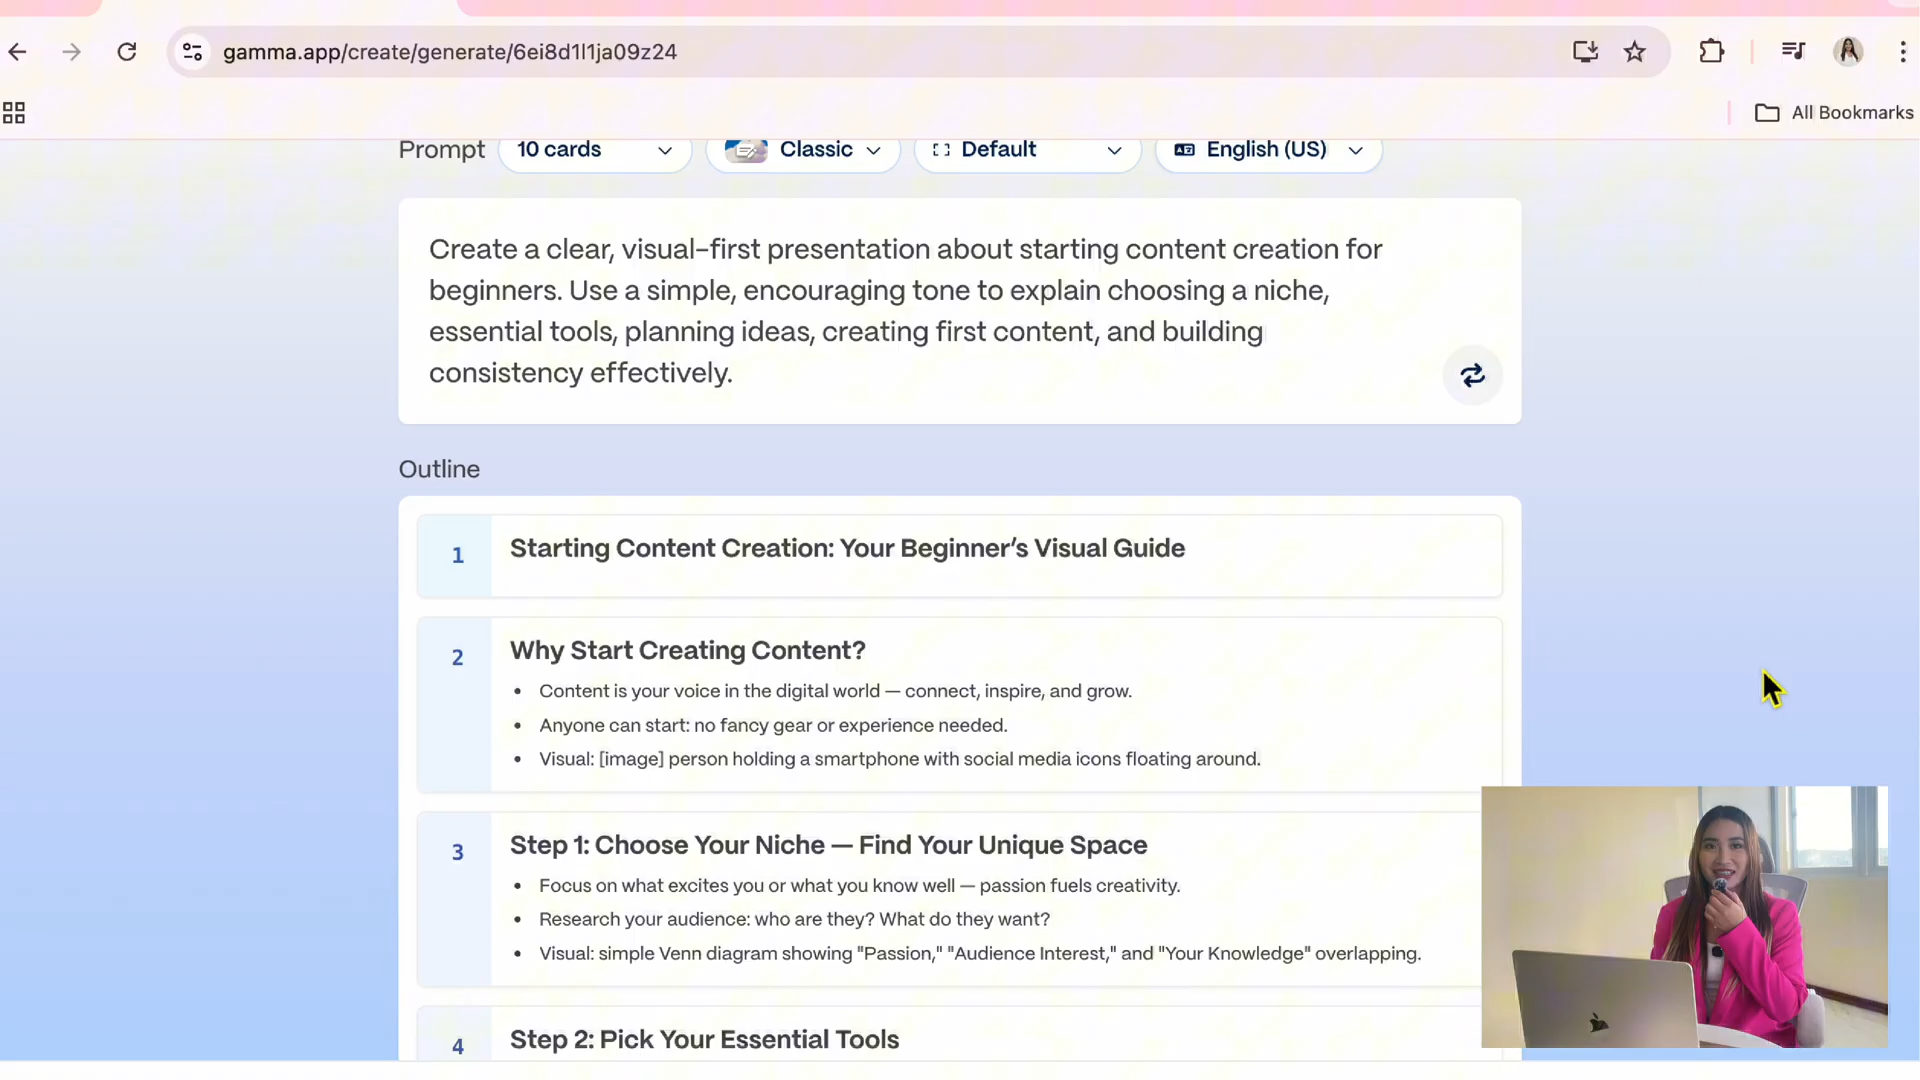 gamma.app/create/generate/6ei8d1l1ja09z24
All Bookmarks
Prompt
10 cards
Classic
Default
English (US)
Create a clear, visual-first presentation about starting content creation for
beginners. Use a simple, encouraging tone to explain choosing a niche,
essential tools, planning ideas, creating first content, and building
consistency effectively.
Outline
1
Starting Content Creation: Your Beginner’s Visual Guide
2
Why Start Creating Content?
• Content is your voice in the digital world — connect, inspire, and grow.
• Anyone can start: no fancy gear or experience needed.
• Visual: [image] person holding a smartphone with social media icons floating around.
3
Step 1: Choose Your Niche — Find Your Unique Space
• Focus on what excites you or what you know well — passion fuels creativity.
• Research your audience: who are they? What do they want?
• Visual: simple Venn diagram showing "Passion," "Audience Interest," and "Your Knowledge" overlapping.
4
Step 2: Pick Your Essential Tools